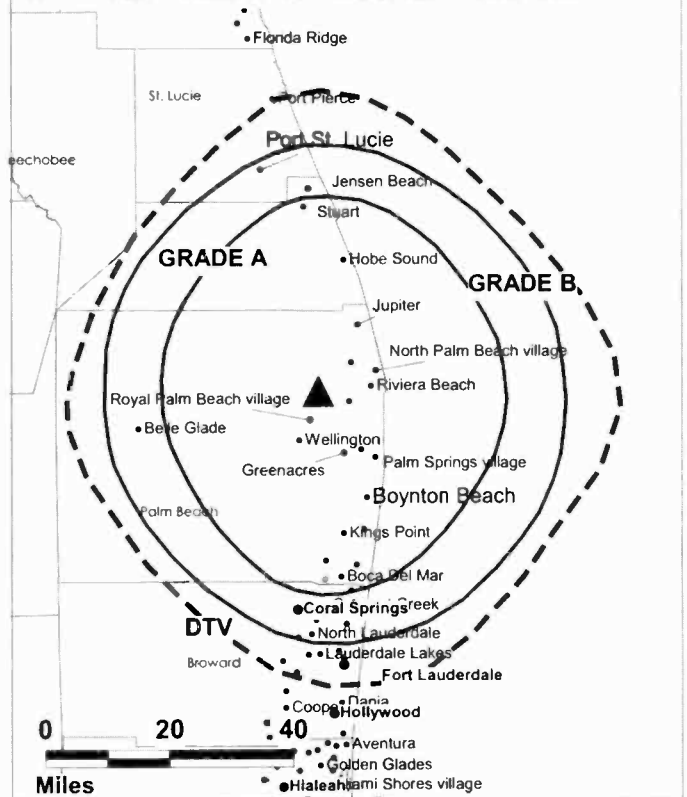 Florida Ridge
St. Lucie
Fort Pierce
Port St. Lucie
eechobee
Jensen Beach
Stuart
GRADE A
Hobe Sound
GRADE B
Jupiter
North Palm Beach village
Riviera Beach
Royal Palm Beach village
Belle Glade
Wellington
Greenacres
Palm Springs village
Boynton Beach
Palm Beach
Kings Point
Boca Del Mar
Creek
Coral Springs
DTV
North Lauderdale
Lauderdale Lakes
Broward
Fort Lauderdale
Coope
Dania
Hollywood
0 20 40
Aventura
Golden Glades
Miles
Hialeah
ami Shores village